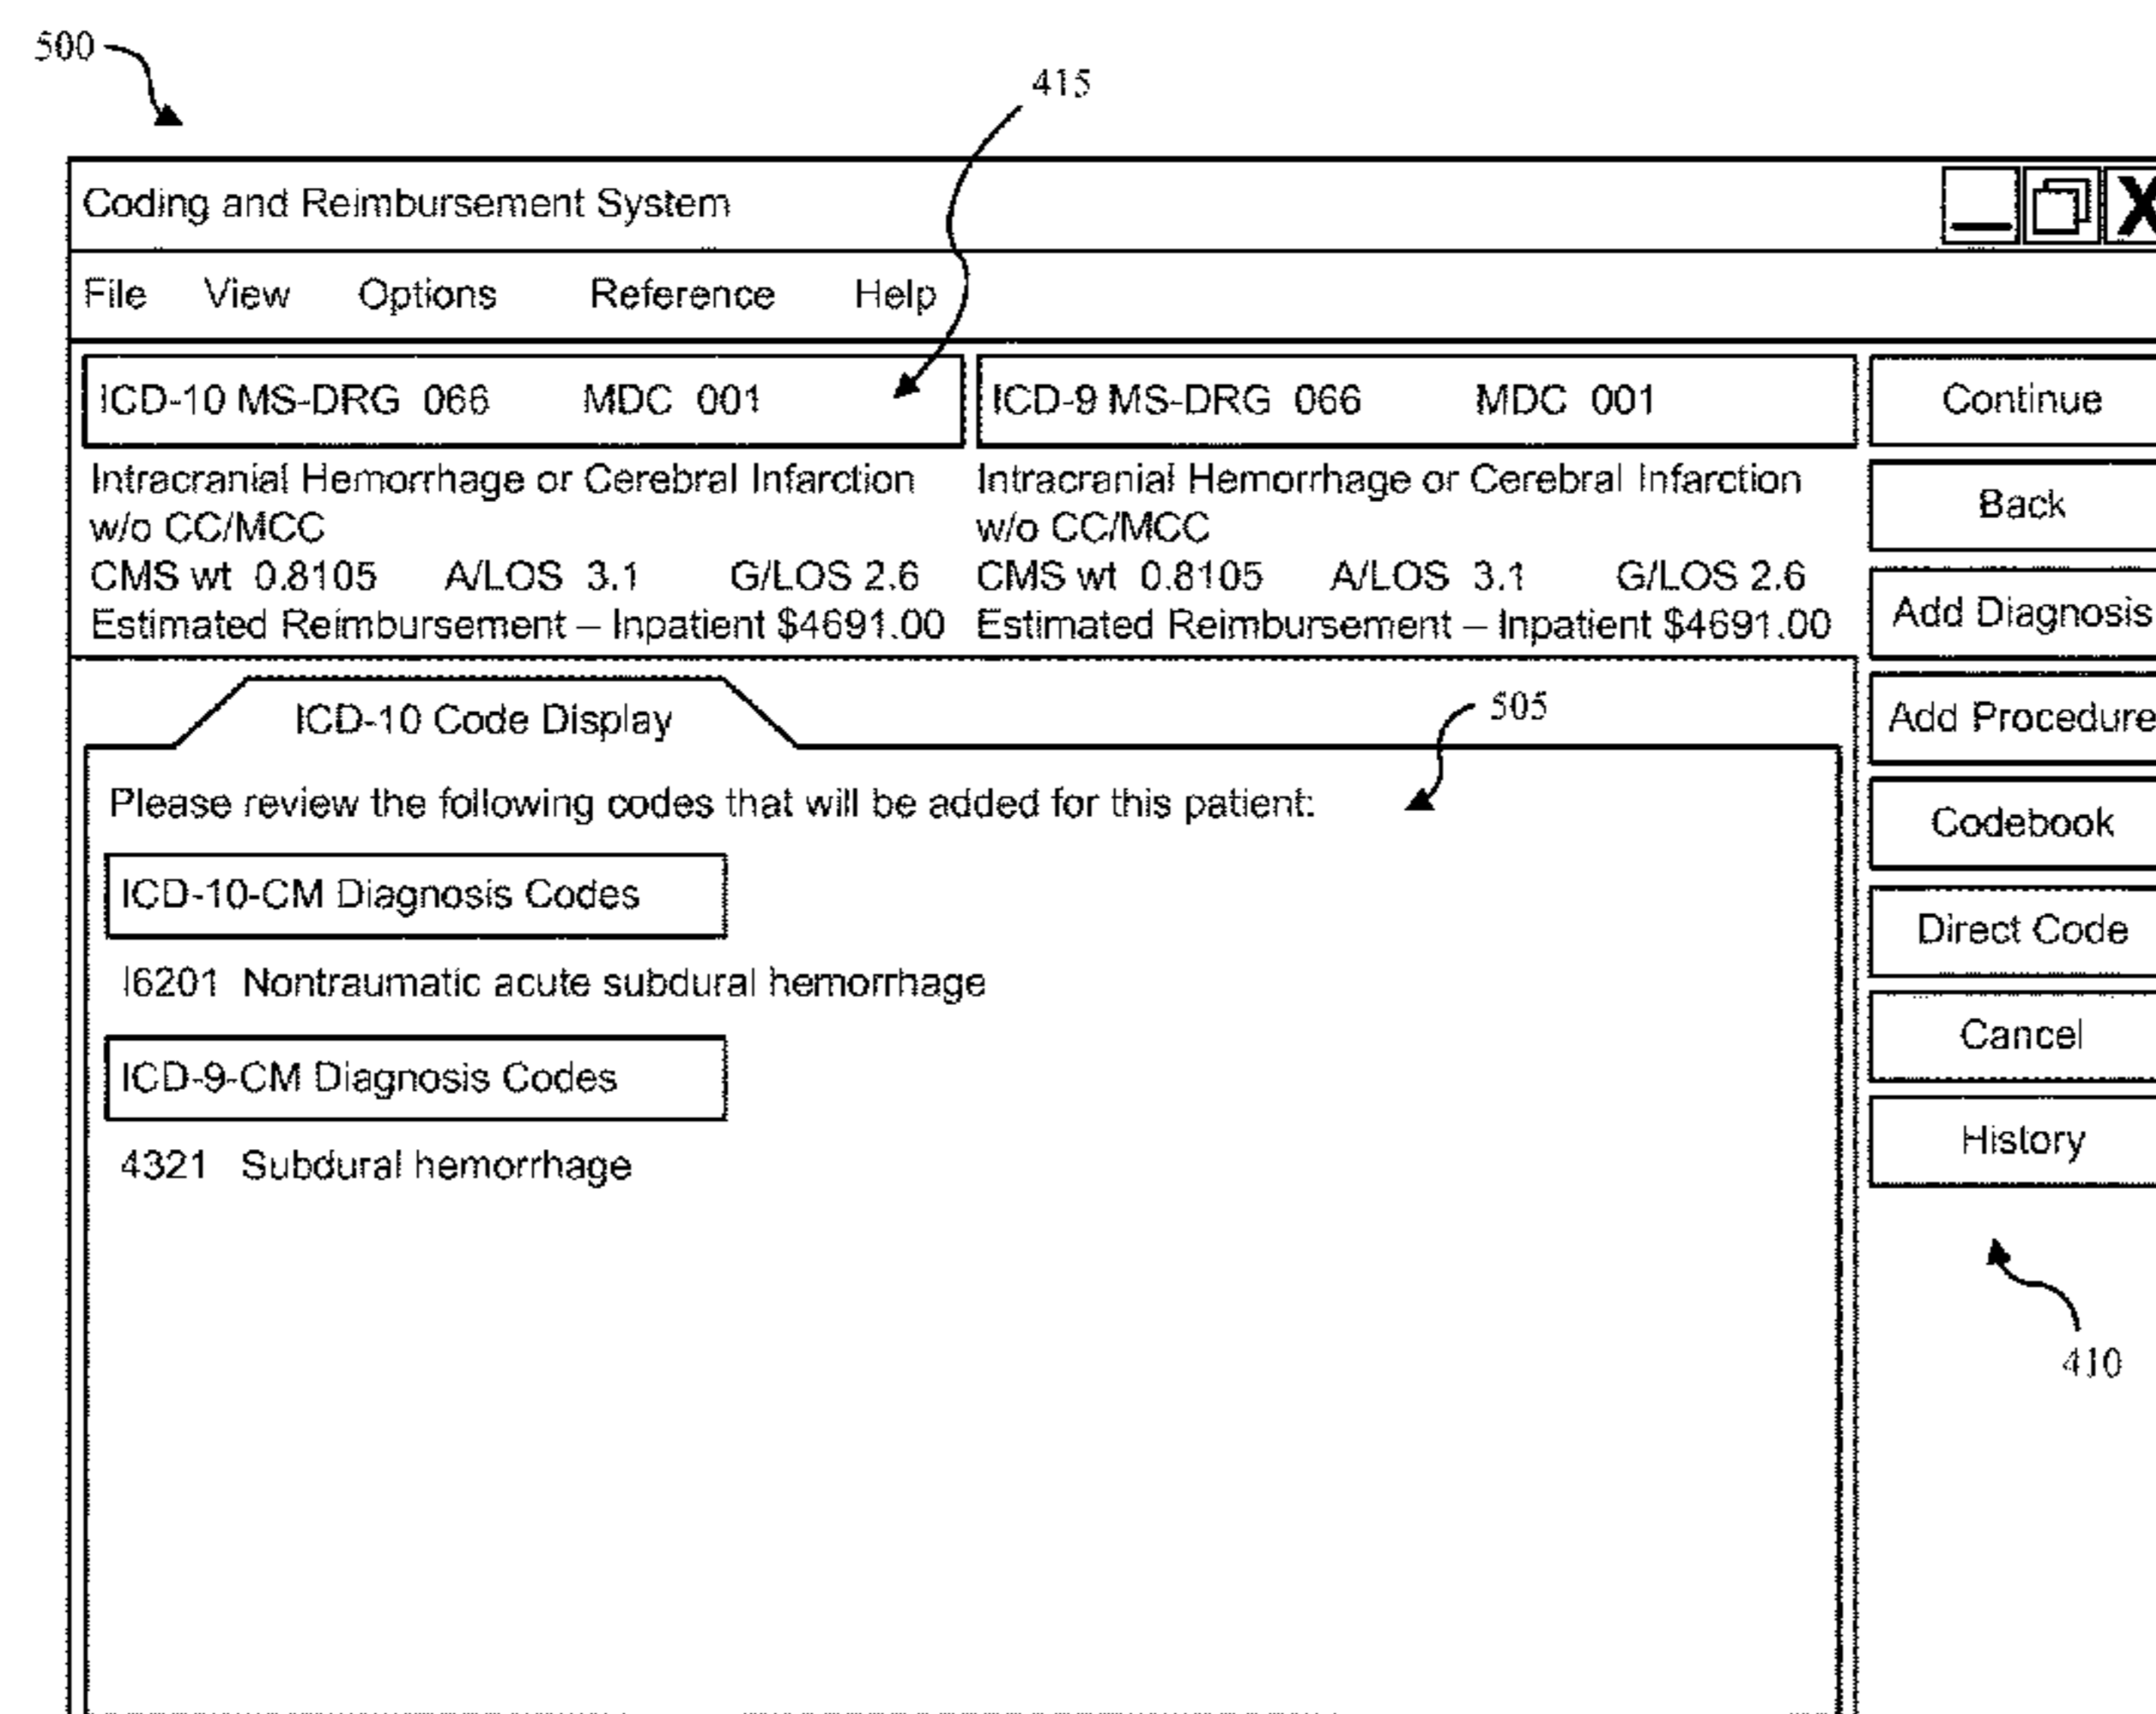 500
415
Coding and Reimbursement System
File View Options Reference Help
ICD-10 MS-DRG 066 MDC 001
Intracranial Hemorrhage or Cerebral Infarction
w/o CC/MCC
CMS wt 0.8105 A/LOS 3.1 G/LOS 2.6
Estimated Reimbursement – Inpatient $4691.00
ICD-9 MS-DRG 066 MDC 001
Intracranial Hemorrhage or Cerebral Infarction
w/o CC/MCC
CMS wt 0.8105 A/LOS 3.1 G/LOS 2.6
Estimated Reimbursement – Inpatient $4691.00
ICD-10 Code Display
505
Please review the following codes that will be added for this patient:
ICD-10-CM Diagnosis Codes
I6201 Nontraumatic acute subdural hemorrhage
ICD-9-CM Diagnosis Codes
4321 Subdural hemorrhage
Continue
Back
Add Diagnosis
Add Procedure
Codebook
Direct Code
Cancel
History
410